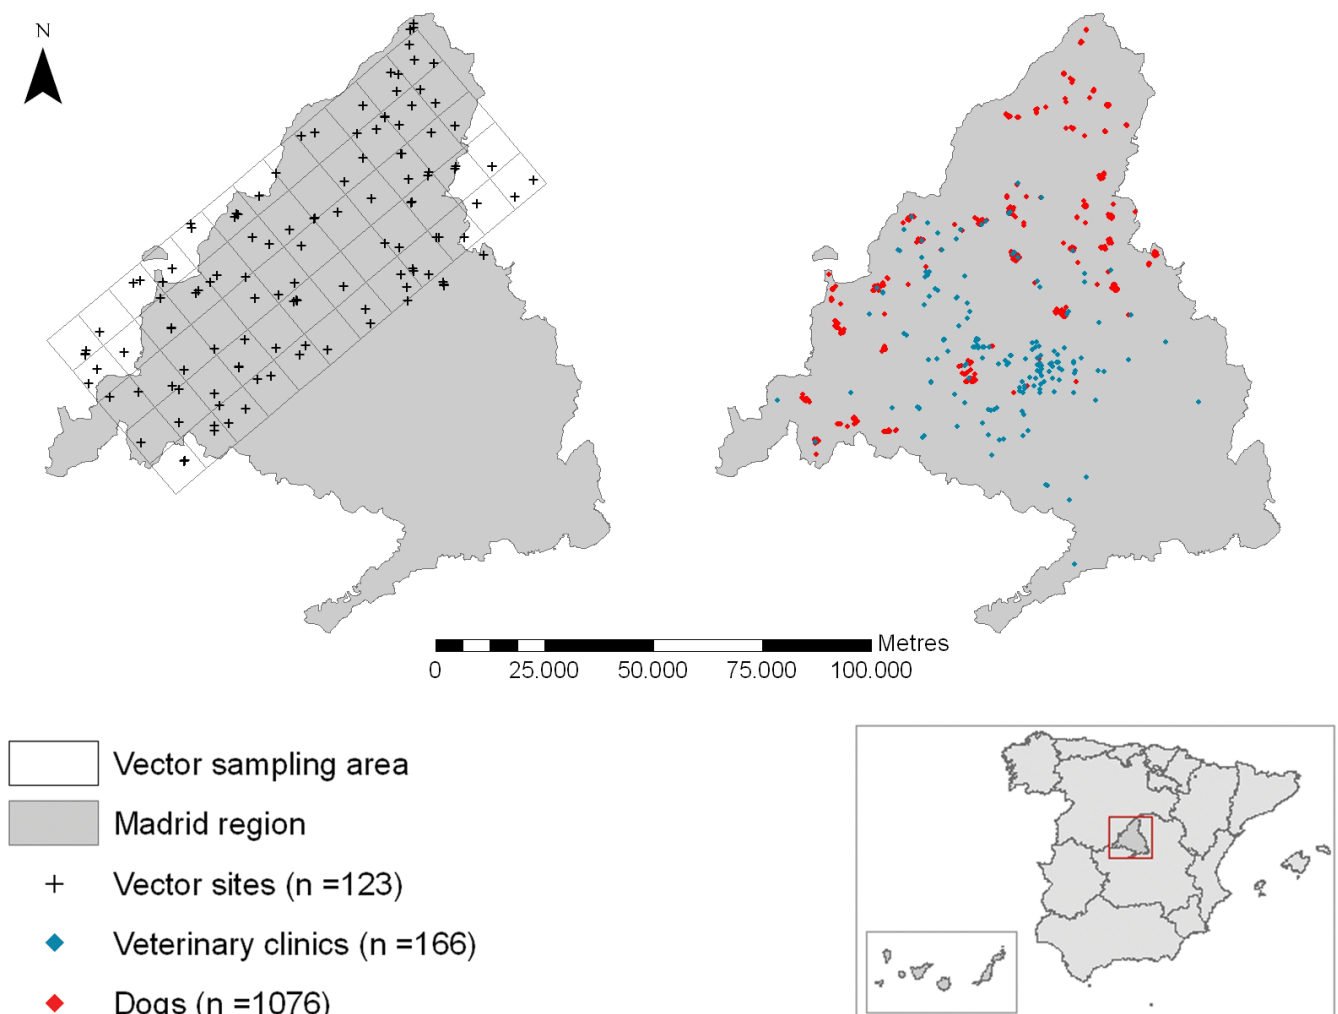 N
Metres
0 25.000 50.000 75.000 100.000
Vector sampling area
Madrid region
Vector sites (n =123)
Veterinary clinics (n =166)
Dogs (n =1076)